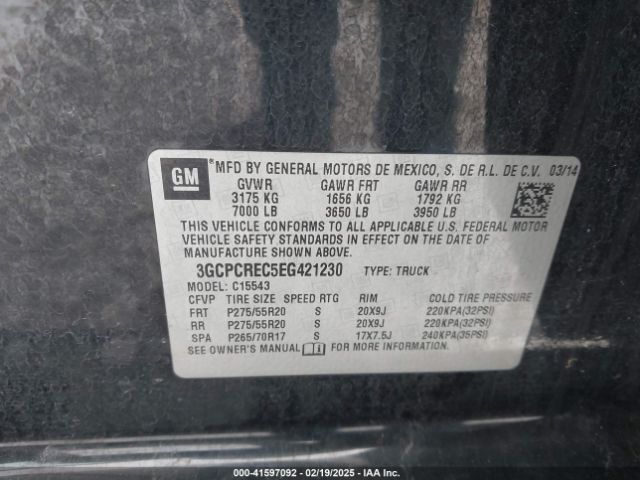 GM ® MFD BY GENERAL MOTORS DE MEXICO, S. DE R.L. DE C.V. 03/14
GVWR GAWR FRT GAWR RR
3175 KG 1656 KG 1792 KG
7000 LB 3650 LB 3950 LB
THIS VEHICLE CONFORMS TO ALL APPLICABLE U.S. FEDERAL MOTOR
VEHICLE SAFETY STANDARDS IN EFFECT ON THE DATE OF
MANUFACTURE SHOWN ABOVE.
3GCPCREC5EG421230 TYPE: TRUCK
MODEL: C15543
CFVP TIRE SIZE SPEED RTG RIM COLD TIRE PRESSURE
FRT P275/55R20 S 20X9J 220KPA(32PSI)
RR P275/55R20 S 20X9J 220KPA(32PSI)
SPA P265/70R17 S 17X7.5J 240KPA(35PSI)
SEE OWNER'S MANUAL FOR MORE INFORMATION.
000-41597092 - 02/19/2025 - IAA Inc.